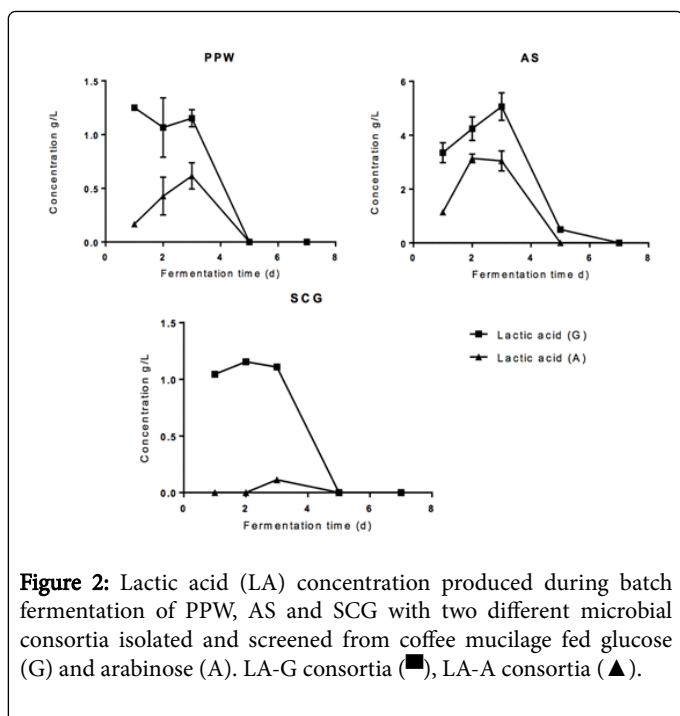 PPW
Concentration g/L
1.5
1.0
0.5
0.0
0 2 4 6 8
Fermentation time (d)
AS
Concentration g/L
6
4
2
0
0 2 4 6 8
Fermentation time d)
SCG
Concentration g/L
1.5
1.0
0.5
0.0
0 2 4 6 8
Fermentation time (d)
Lactic acid (G)
Lactic acid (A)
Figure 2: Lactic acid (LA) concentration produced during batch
fermentation of PPW, AS and SCG with two different microbial
consortia isolated and screened from coffee mucilage fed glucose
(G) and arabinose (A). LA-G consortia (■), LA-A consortia (▲).